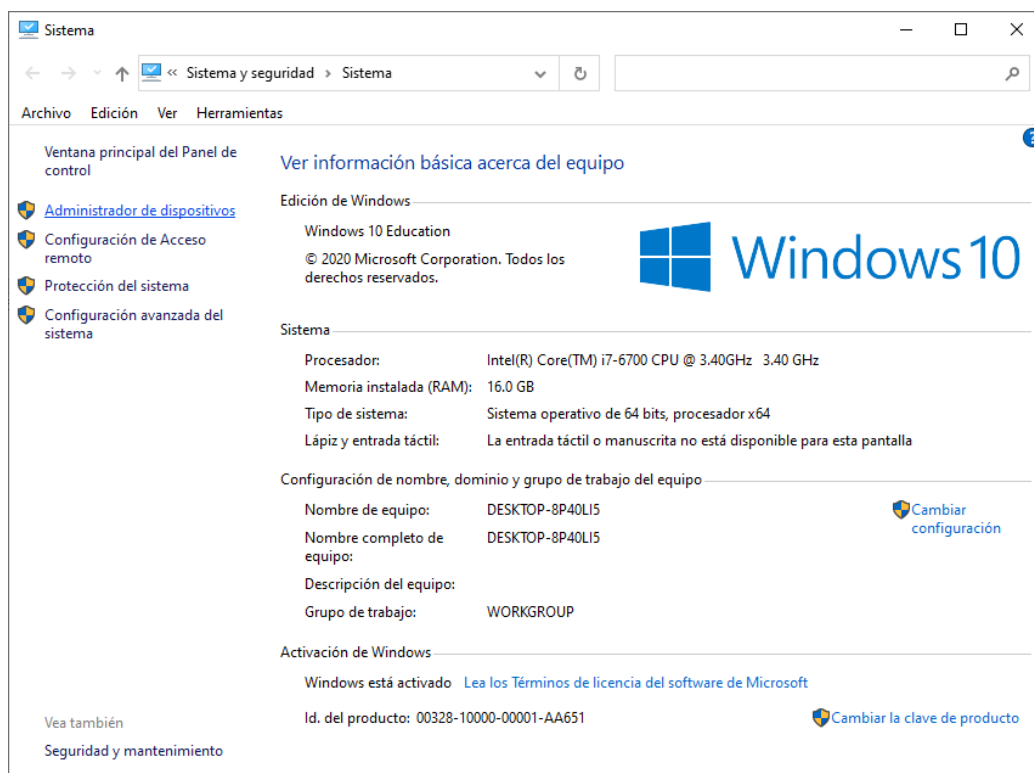 Sistema
« Sistema y seguridad › Sistema
Archivo Edición Ver Herramientas
Ventana principal del Panel de
control
Administrador de dispositivos
Configuración de Acceso
remoto
Protección del sistema
Configuración avanzada del
sistema
Vea también
Seguridad y mantenimiento
Ver información básica acerca del equipo
Edición de Windows
Windows 10 Education
© 2020 Microsoft Corporation. Todos los
derechos reservados.
Windows 10
Sistema
Procesador: Intel(R) Core(TM) i7-6700 CPU @ 3.40GHz 3.40 GHz
Memoria instalada (RAM): 16.0 GB
Tipo de sistema: Sistema operativo de 64 bits, procesador x64
Lápiz y entrada táctil: La entrada táctil o manuscrita no está disponible para esta pantalla
Configuración de nombre, dominio y grupo de trabajo del equipo
Nombre de equipo: DESKTOP-8P40LI5
Cambiar
configuración
Nombre completo de
equipo:
DESKTOP-8P40LI5
Descripción del equipo:
Grupo de trabajo: WORKGROUP
Activación de Windows
Windows está activado Lea los Términos de licencia del software de Microsoft
Id. del producto: 00328-10000-00001-AA651
Cambiar la clave de producto